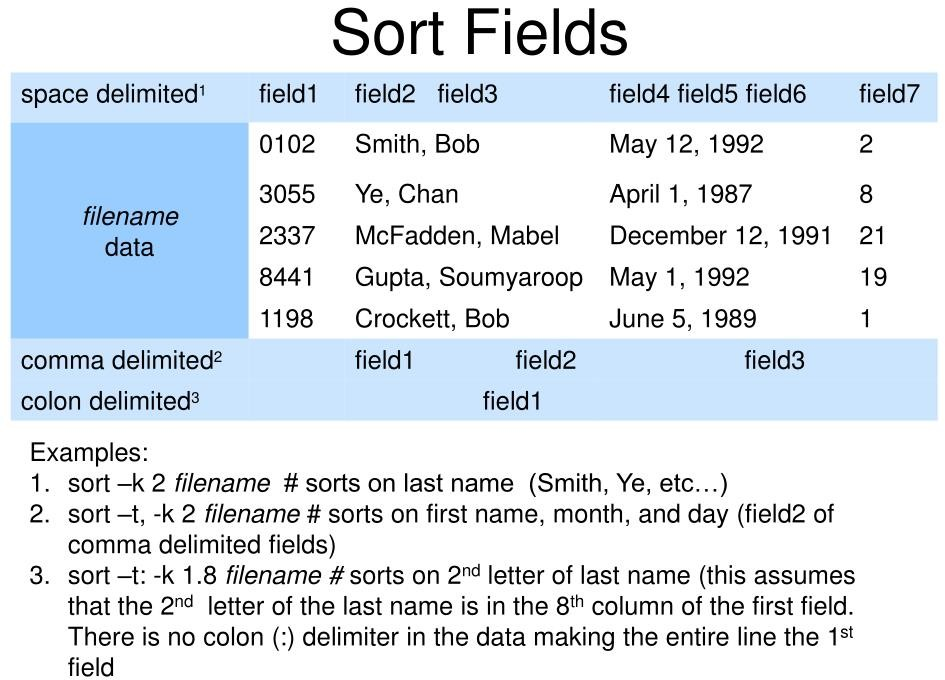 Sort Fields
space delimited¹ field1 field2 field3 field4 field5 field6 field7
0102 Smith, Bob May 12, 1992 2
3055 Ye, Chan April 1, 1987 8
filename
data
2337 McFadden, Mabel December 12, 1991 21
8441 Gupta, Soumyaroop May 1, 1992 19
1198 Crockett, Bob June 5, 1989 1
comma delimited² field1 field2 field3
colon delimited³ field1
Examples:
1. sort –k 2 filename # sorts on last name (Smith, Ye, etc…)
2. sort –t, -k 2 filename # sorts on first name, month, and day (field2 of
comma delimited fields)
3. sort –t: -k 1.8 filename # sorts on 2nd letter of last name (this assumes
that the 2nd letter of the last name is in the 8th column of the first field.
There is no colon (:) delimiter in the data making the entire line the 1st
field